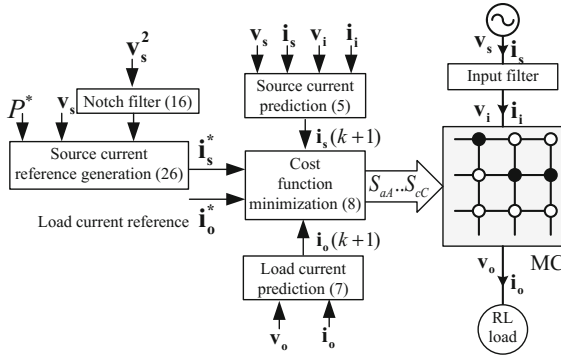 v_s^2
Notch filter (16)
P* v_s
Source current
reference generation (26)
i_s*
Load current reference
i_o*
v_s i_s v_i i_i
Source current
prediction (5)
i_s(k+1)
Cost
function
minimization (8)
S_aA..S_cC
i_o(k+1)
Load current
prediction (7)
v_o i_o
v_s i_s
Input filter
v_i i_i
MC
v_o i_o
RL
load